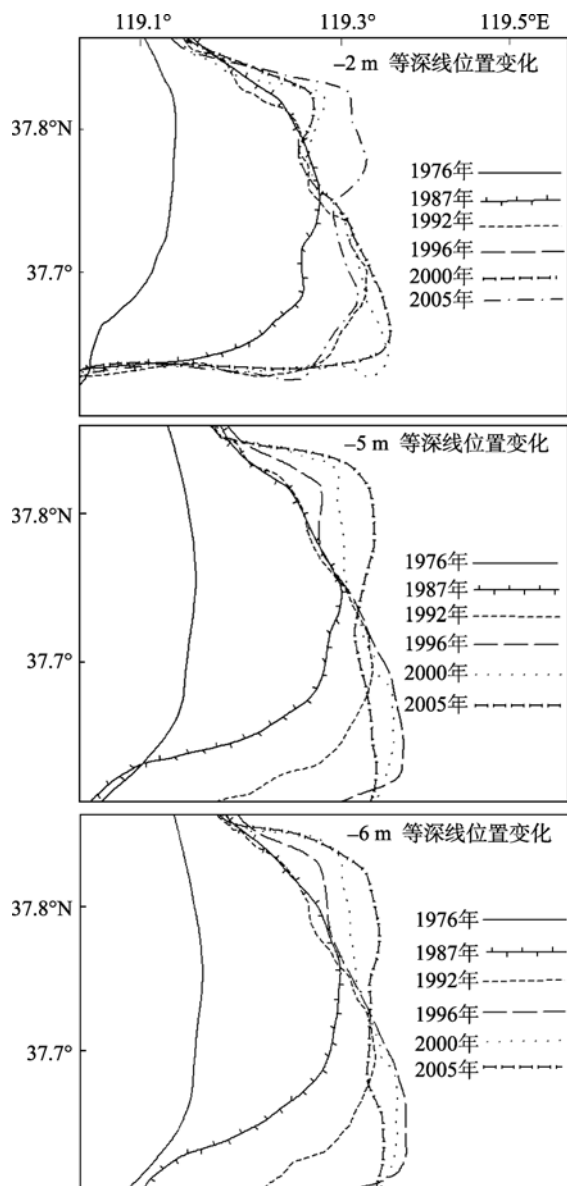 119.1° 119.3° 119.5°E
−2 m 等深线位置变化
37.8°N
1976年
1987年
1992年
1996年
37.7°
2000年
2005年
−5 m 等深线位置变化
37.8°N
1976年
1987年
1992年
1996年
37.7°
2000年
2005年
−6 m 等深线位置变化
37.8°N
1976年
1987年
1992年
1996年
37.7°
2000年
2005年